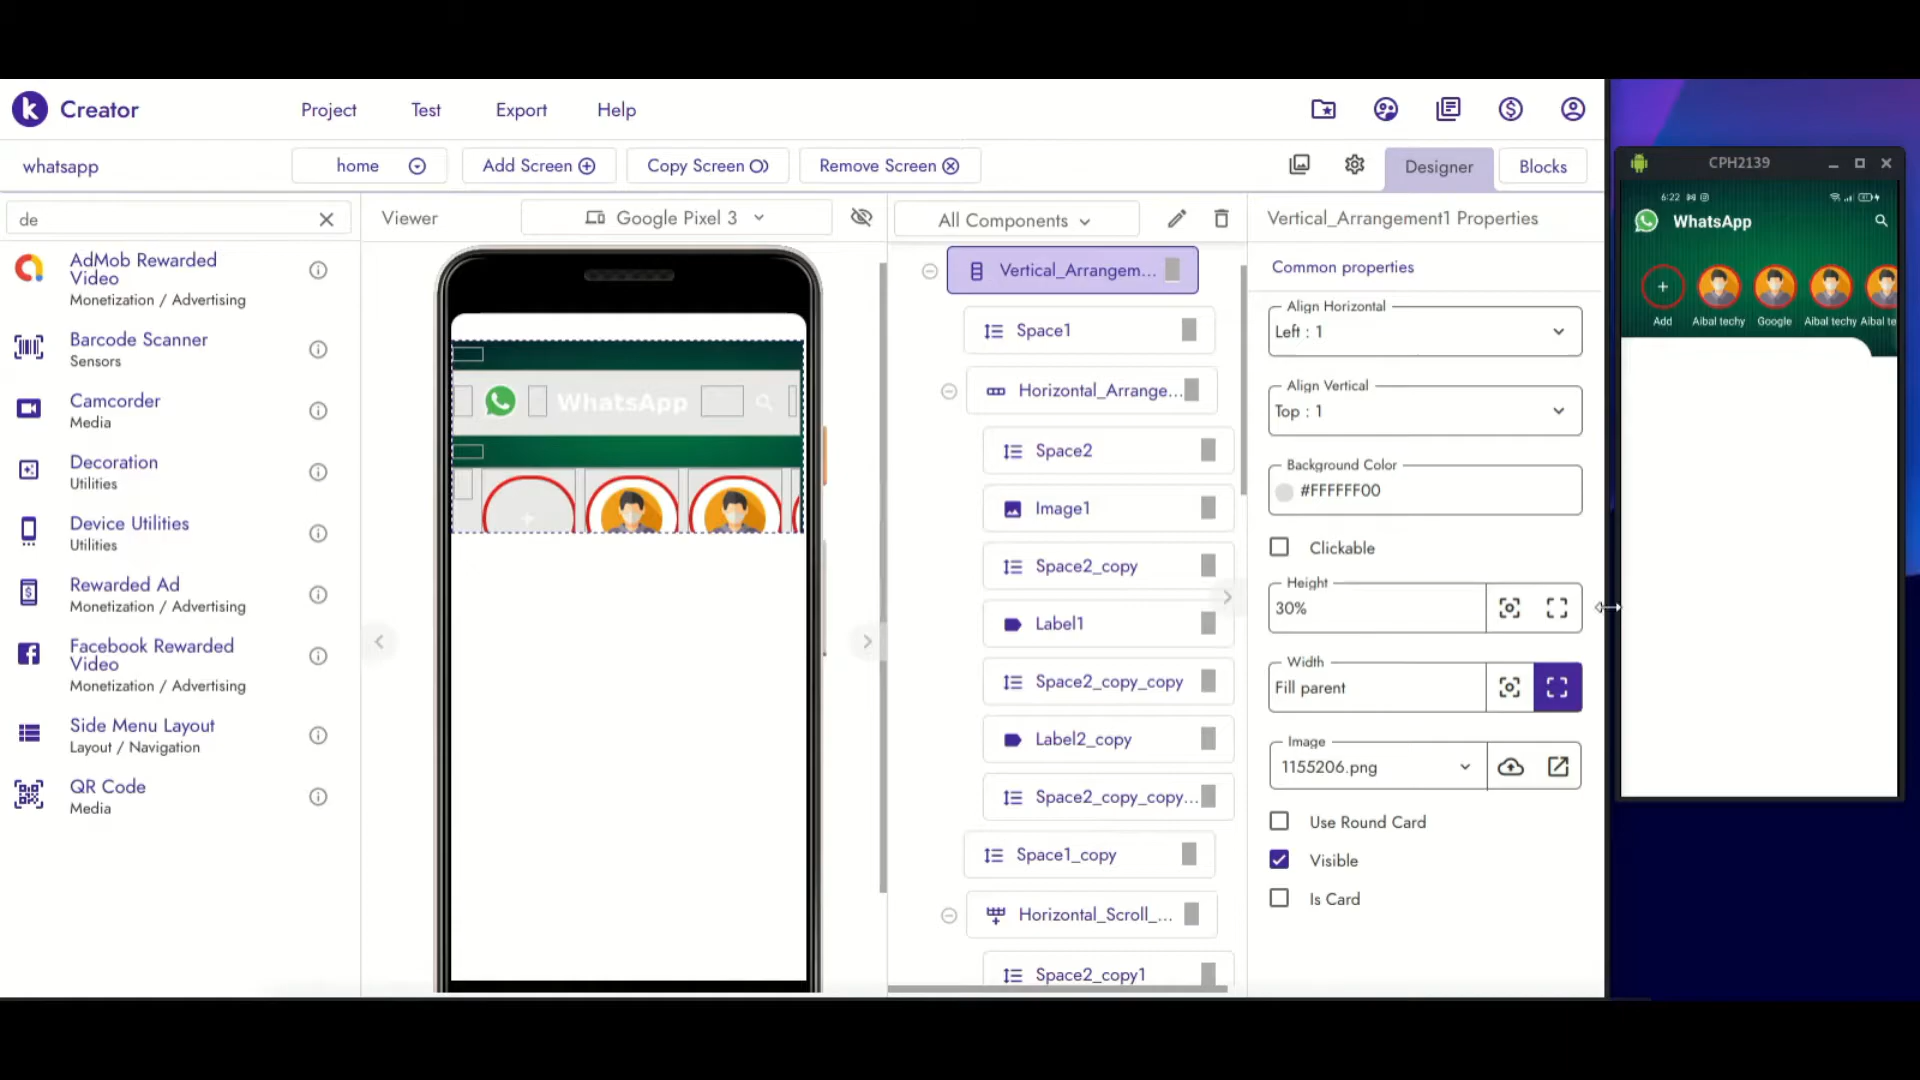 Creator
Project
Test
Export
Help
whatsapp
home
Add Screen
Copy Screen
Remove Screen
Designer
Blocks
de
AdMob Rewarded
Video
Monetization / Advertising
Barcode Scanner
Sensors
Camcorder
Media
Decoration
Utilities
Device Utilities
Utilities
Rewarded Ad
Monetization / Advertising
Facebook Rewarded
Video
Monetization / Advertising
Side Menu Layout
Layout / Navigation
QR Code
Media
Viewer
Google Pixel 3
WhatsApp
All Components
Vertical_Arrangem...
Space1
Horizontal_Arrange...
Space2
Image1
Space2_copy
Label1
Space2_copy_copy
Label2_copy
Space2_copy_copy...
Space1_copy
Horizontal_Scroll_...
Space2_copy1
Vertical_Arrangement1 Properties
Common properties
Align Horizontal
Left : 1
Align Vertical
Top : 1
Background Color
#FFFFFF00
Clickable
Height
30%
Width
Fill parent
Image
1155206.png
Use Round Card
Visible
Is Card
CPH2139
6:22
WhatsApp
Add
Aibal techy
Google
Aibal techy
Aibal te